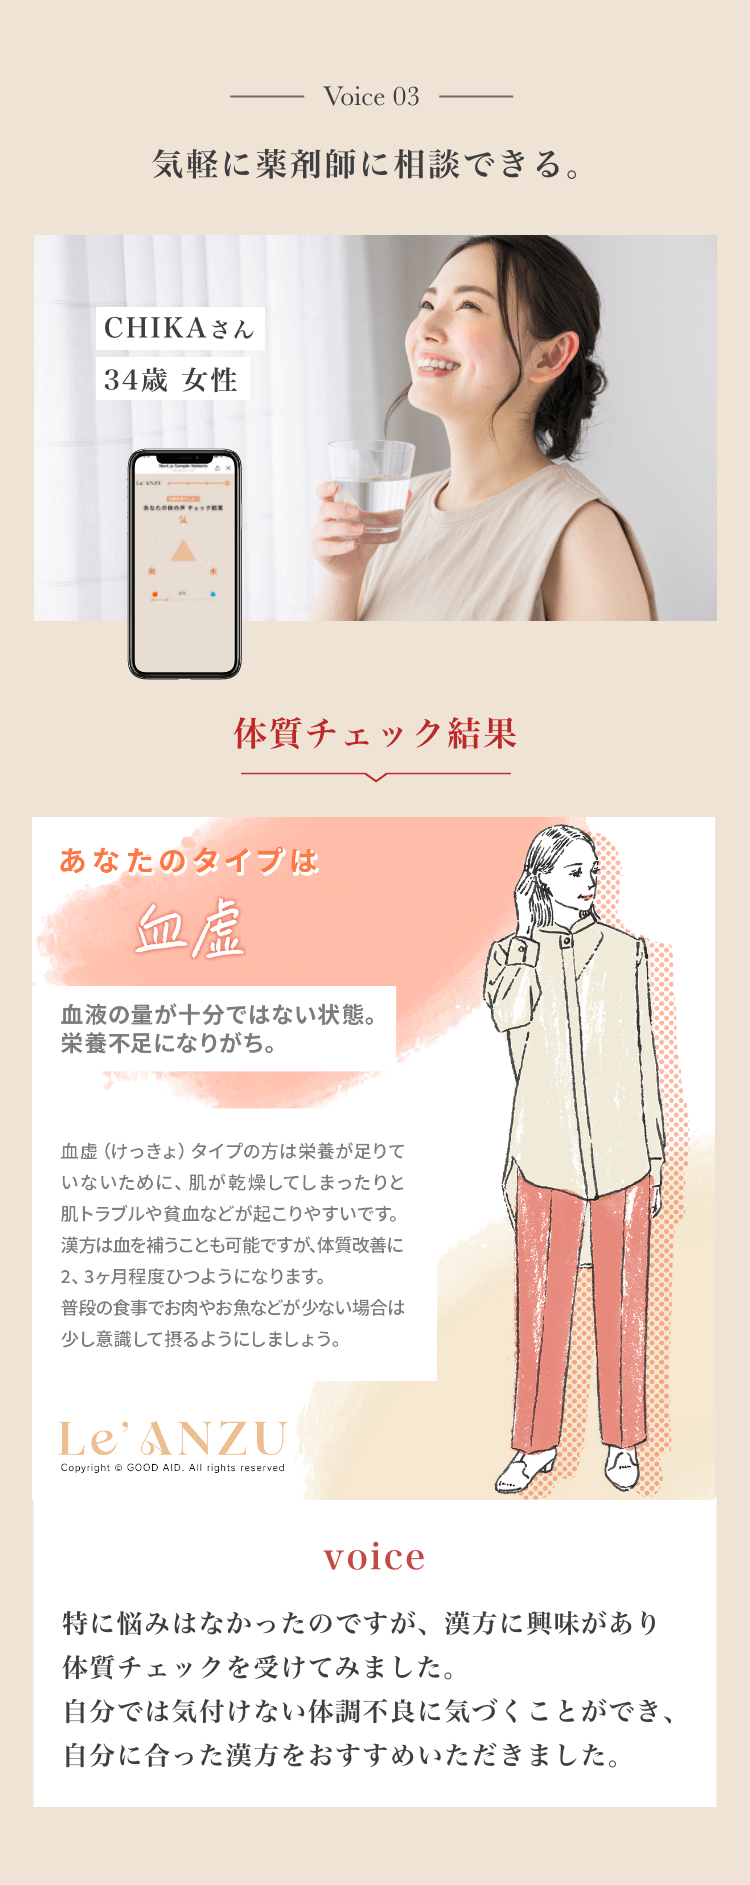 Voice 03
気軽に薬剤師に相談できる。
CHIKAさん
34歳 女性
Next.js Sample Website
Le'ANZU
あなたの体の声 チェック結果
気
血
水
体質チェック結果
あなたのタイプは
血虚
血液の量が十分ではない状態。
栄養不足になりがち。
血虚（けっきょ）タイプの方は栄養が足りて
いないために、肌が乾燥してしまったりと
肌トラブルや貧血などが起こりやすいです。
漢方は血を補うことも可能ですが、体質改善に
2、3ヶ月程度ひつようになります。
普段の食事でお肉やお魚などが少ない場合は
少し意識して摂るようにしましょう。
Le'ANZU
Copyright © GOOD AID. All rights reserved
voice
特に悩みはなかったのですが、漢方に興味があり
体質チェックを受けてみました。
自分では気付けない体調不良に気づくことができ、
自分に合った漢方をおすすめいただきました。